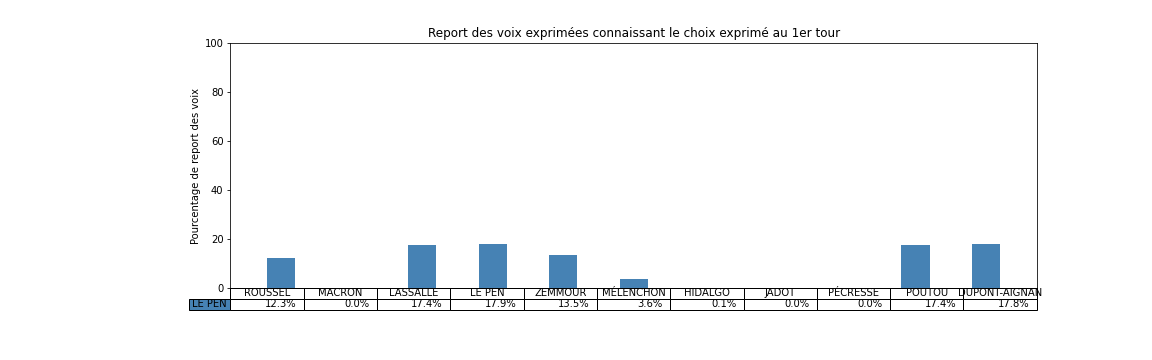 Report des voix exprimées connaissant le choix exprimé au 1er tour
Pourcentage de report des voix
100
80
60
40
20
0
ROUSSEL MACRON LASSALLE LE PEN ZEMMOUR MÉLENCHON HIDALGO JADOT PÉCRESSE POUTOU DUPONT-AIGNAN
LE PEN 12.3% 0.0% 17.4% 17.9% 13.5% 3.6% 0.1% 0.0% 0.0% 17.4% 17.8%